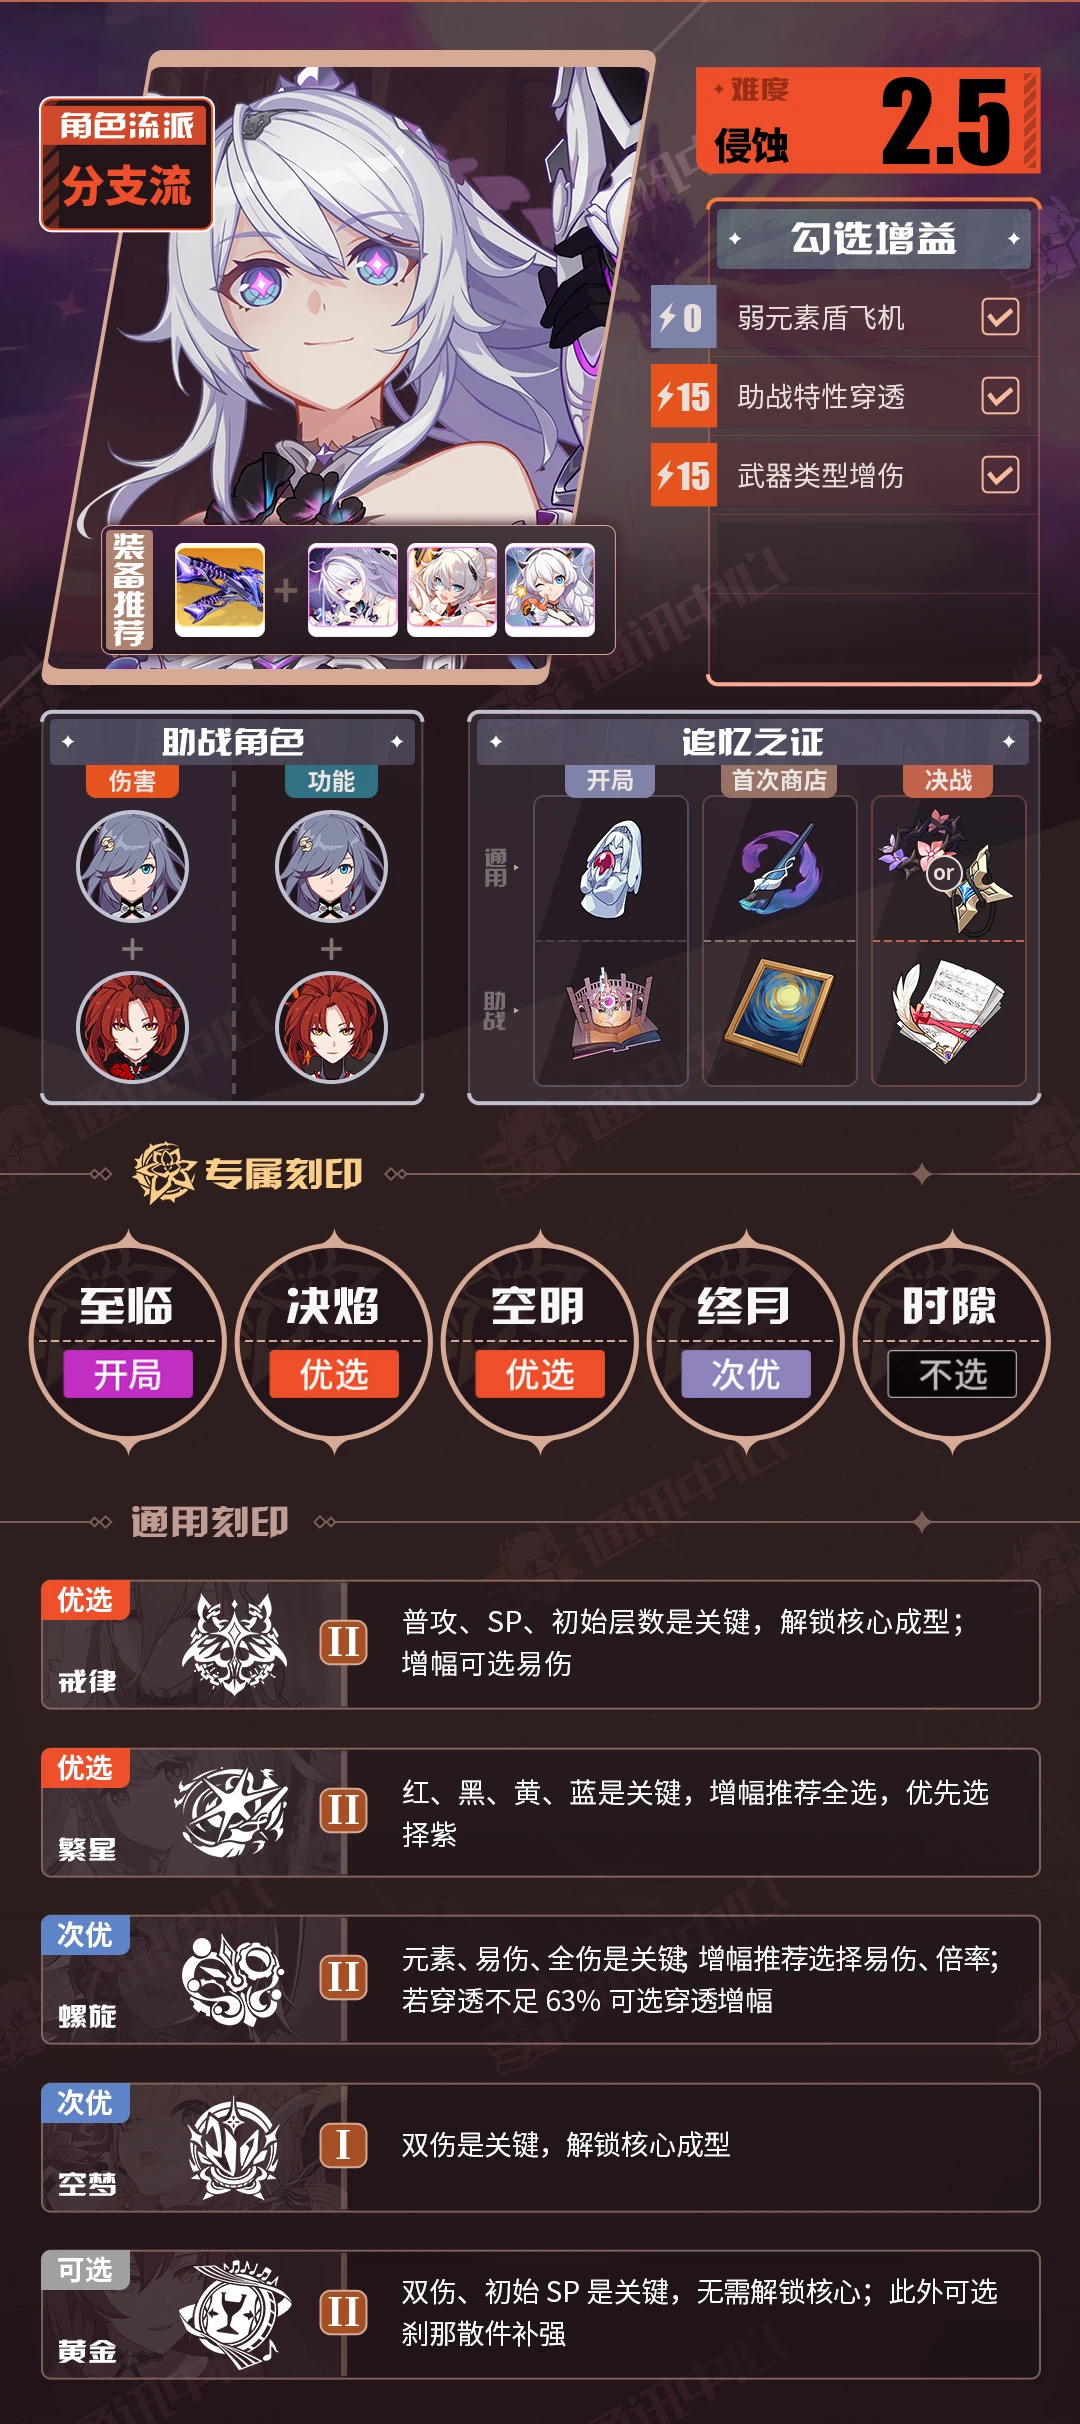 角色流派
分支流
难度
侵蚀
2.5
勾选增益
0 弱元素盾飞机
15 助战特性穿透
15 武器类型增伤
装备推荐
助战角色
伤害
功能
追忆之证
开局
首次商店
决战
通用
or
助战
专属刻印
至临
开局
决焰
优选
空明
优选
终月
次优
时隙
不选
通用刻印
优选
戒律
II
普攻、SP、初始层数是关键，解锁核心成型；
增幅可选易伤
优选
繁星
II
红、黑、黄、蓝是关键，增幅推荐全选，优先选
择紫
次优
螺旋
II
元素、易伤、全伤是关键；增幅推荐选择易伤、倍率；
若穿透不足 63% 可选穿透增幅
次优
空梦
I
双伤是关键，解锁核心成型
可选
黄金
II
双伤、初始 SP 是关键，无需解锁核心；此外可选
刹那散件补强
通讯中心